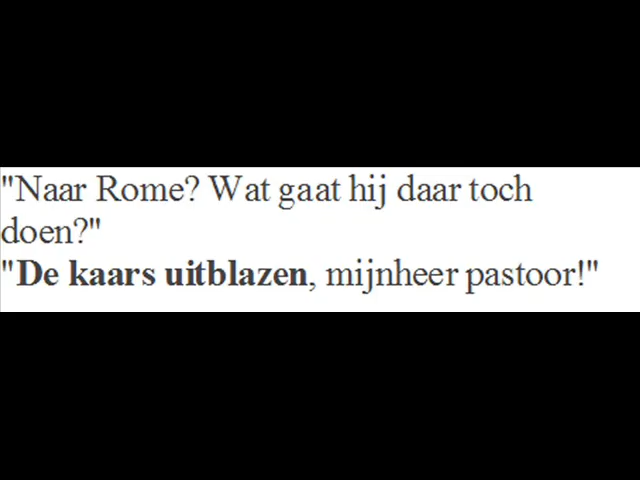 "Naar Rome? Wat gaat hij daar toch
doen?"
"De kaars uitblazen, mijnheer pastoor!"